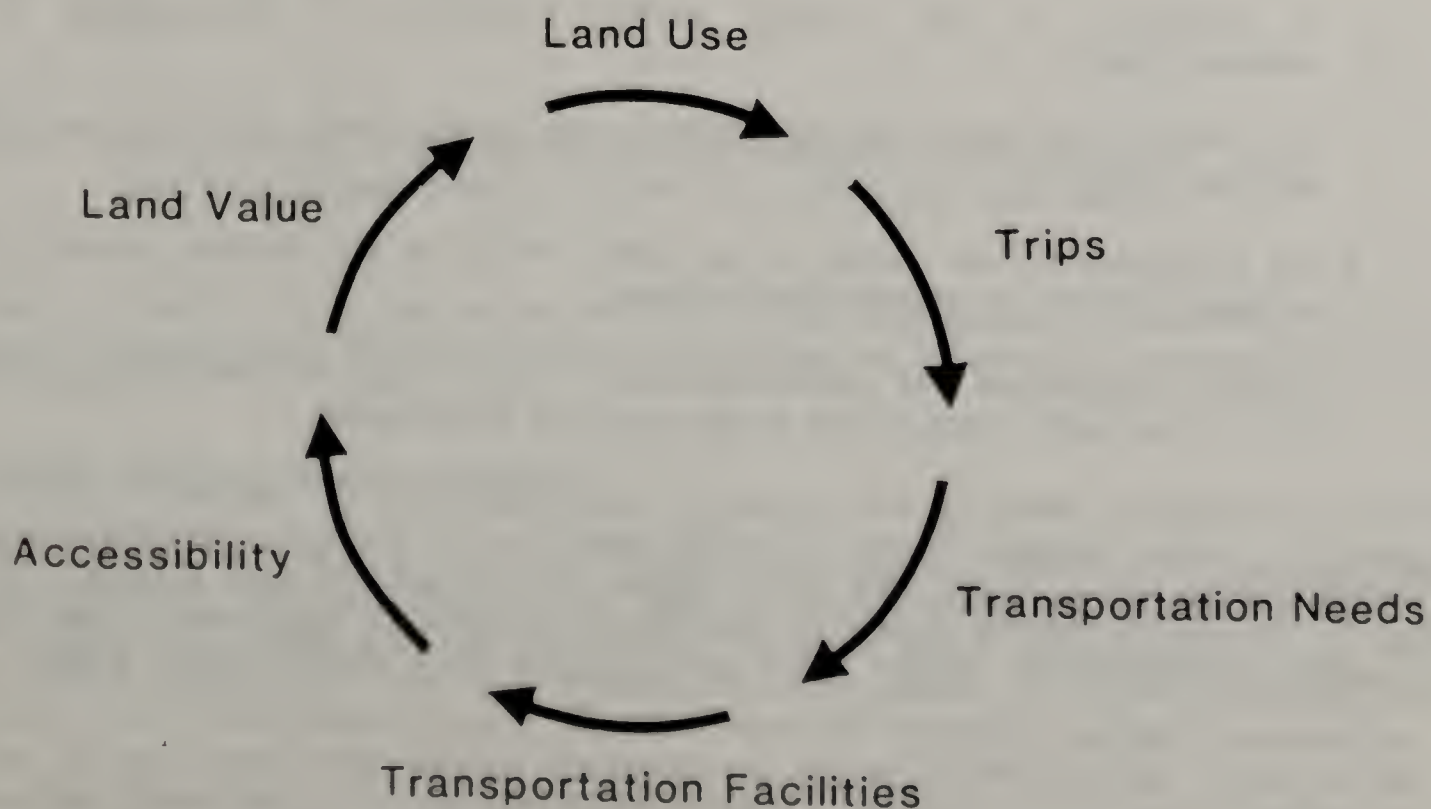 Land Use
Land Value
Trips
Accessibility
Transportation Needs
Transportation Facilities